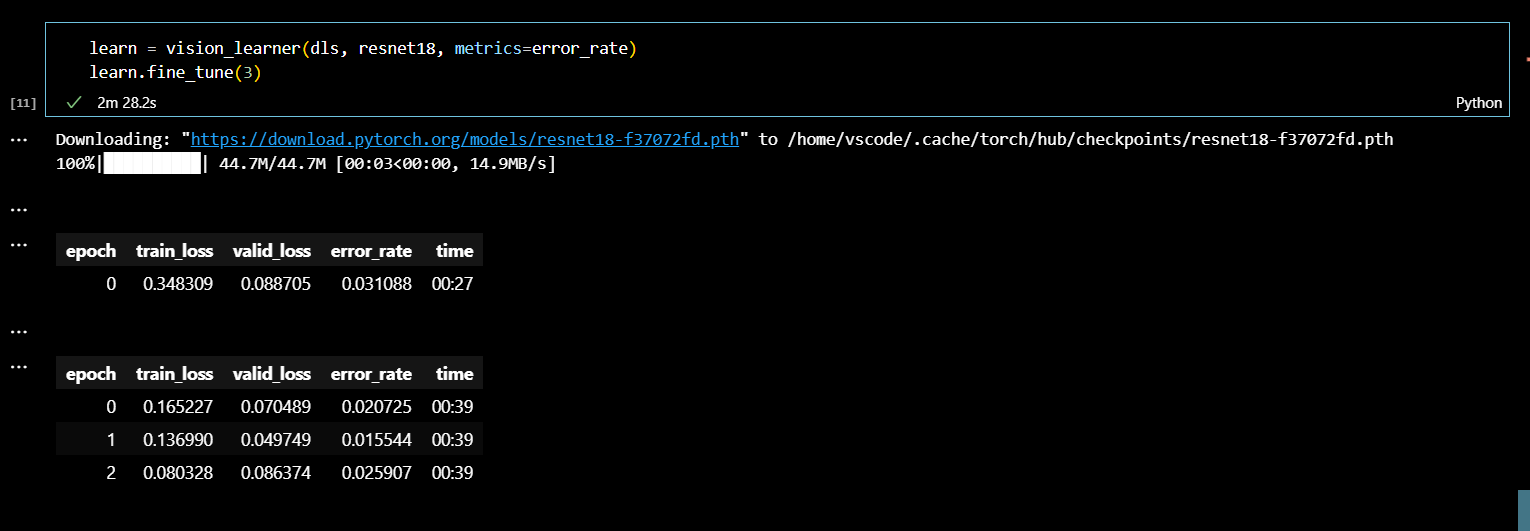 learn = vision_learner(dls, resnet18, metrics=error_rate)
learn.fine_tune(3)
[11] ✓ 2m 28.2s Python
... Downloading: "https://download.pytorch.org/models/resnet18-f37072fd.pth" to /home/vscode/.cache/torch/hub/checkpoints/resnet18-f37072fd.pth
100%|██████████| 44.7M/44.7M [00:03<00:00, 14.9MB/s]
...
... epoch train_loss valid_loss error_rate time
0 0.348309 0.088705 0.031088 00:27
...
... epoch train_loss valid_loss error_rate time
0 0.165227 0.070489 0.020725 00:39
1 0.136990 0.049749 0.015544 00:39
2 0.080328 0.086374 0.025907 00:39